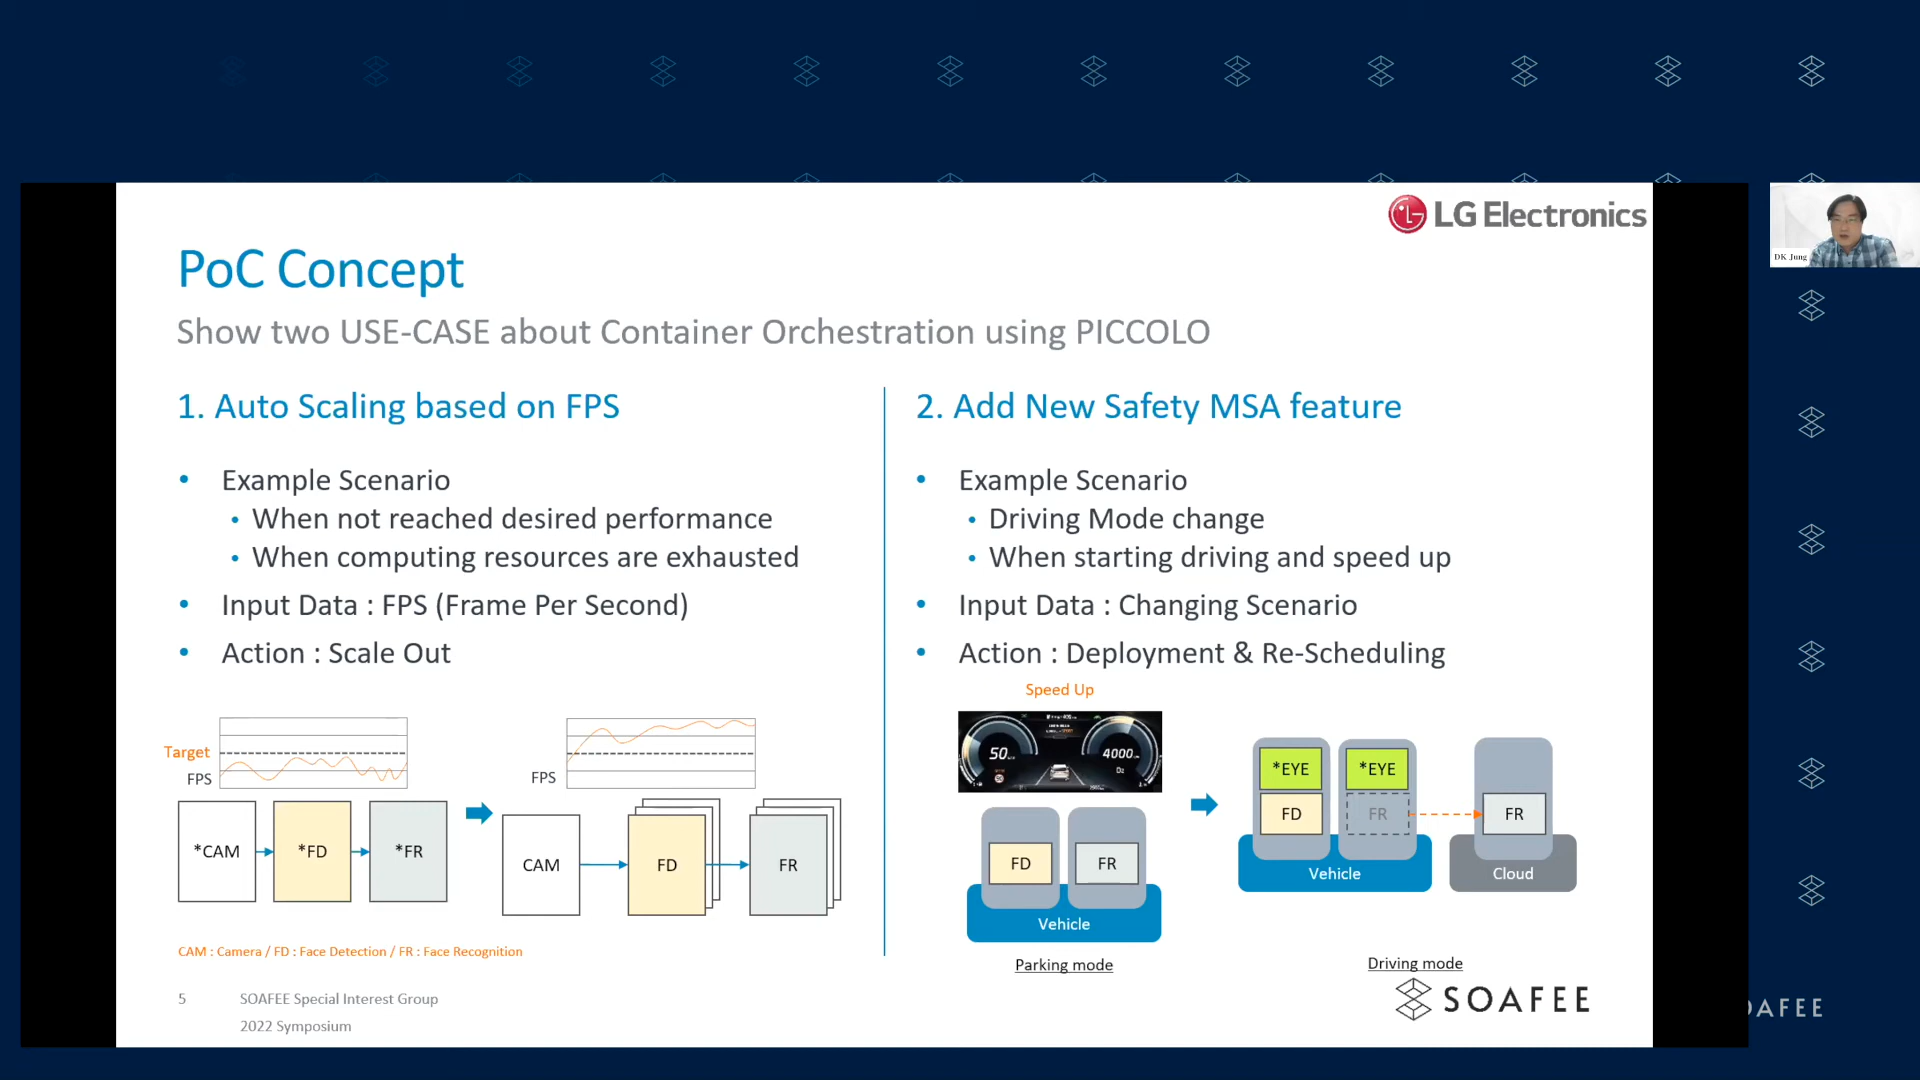 LG Electronics
PoC Concept
Show two USE-CASE about Container Orchestration using PICCOLO
1. Auto Scaling based on FPS
• Example Scenario
• When not reached desired performance
• When computing resources are exhausted
• Input Data : FPS (Frame Per Second)
• Action : Scale Out
Target
FPS
*CAM
*FD
*FR
FPS
CAM
FD
FR
CAM : Camera / FD : Face Detection / FR : Face Recognition
2. Add New Safety MSA feature
• Example Scenario
• Driving Mode change
• When starting driving and speed up
• Input Data : Changing Scenario
• Action : Deployment & Re-Scheduling
Speed Up
50
4000
FD
FR
Vehicle
Parking mode
*EYE
*EYE
FD
FR
FR
Vehicle
Cloud
Driving mode
5
SOAFEE Special Interest Group
2022 Symposium
SOAFEE
DK Jung
AFEE